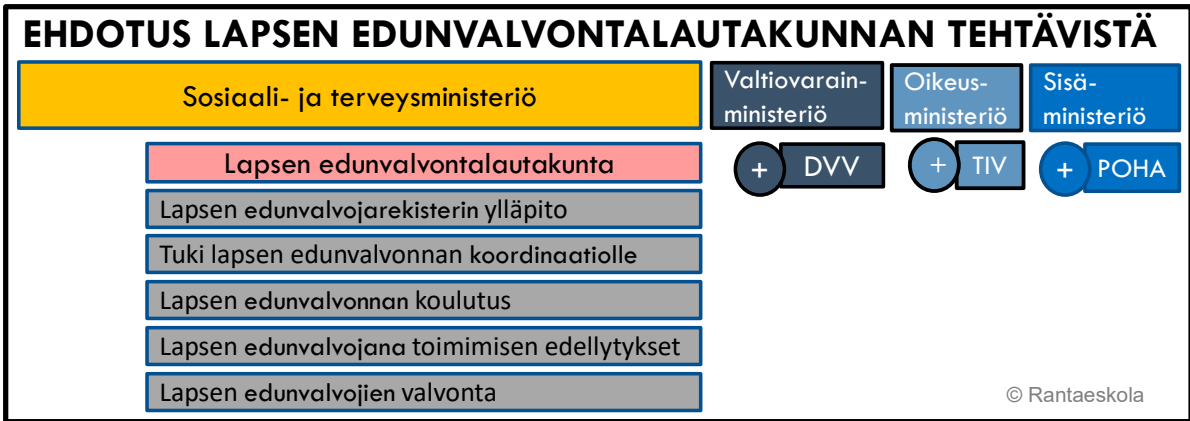 EHDOTUS LAPSEN EDUNVALVONTALAUTAKUNNAN TEHTÄVISTÄ
Sosiaali- ja terveysministeriö
Valtiovarain-
ministeriö
Oikeus-
ministeriö
Sisä-
ministeriö
Lapsen edunvalvontalautakunta
+ DVV
+ TIV
+ POHA
Lapsen edunvalvojarekisterin ylläpito
Tuki lapsen edunvalvonnan koordinaatiolle
Lapsen edunvalvonnan koulutus
Lapsen edunvalvojana toimimisen edellytykset
Lapsen edunvalvojien valvonta
© Rantaeskola